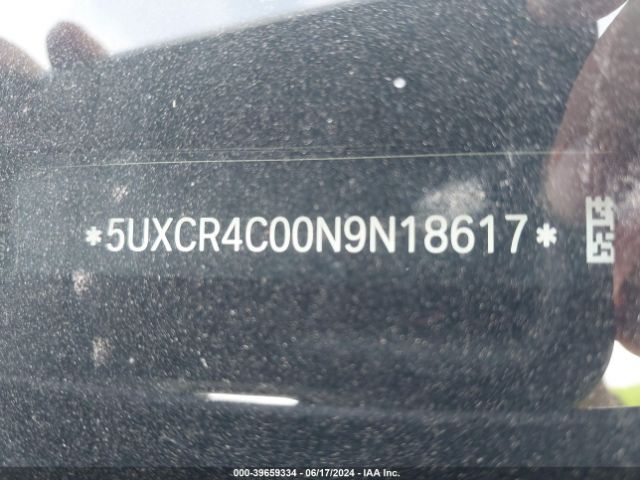 *5UXCR4C00N9N18617*
000-39659334 - 06/17/2024 - IAA Inc.